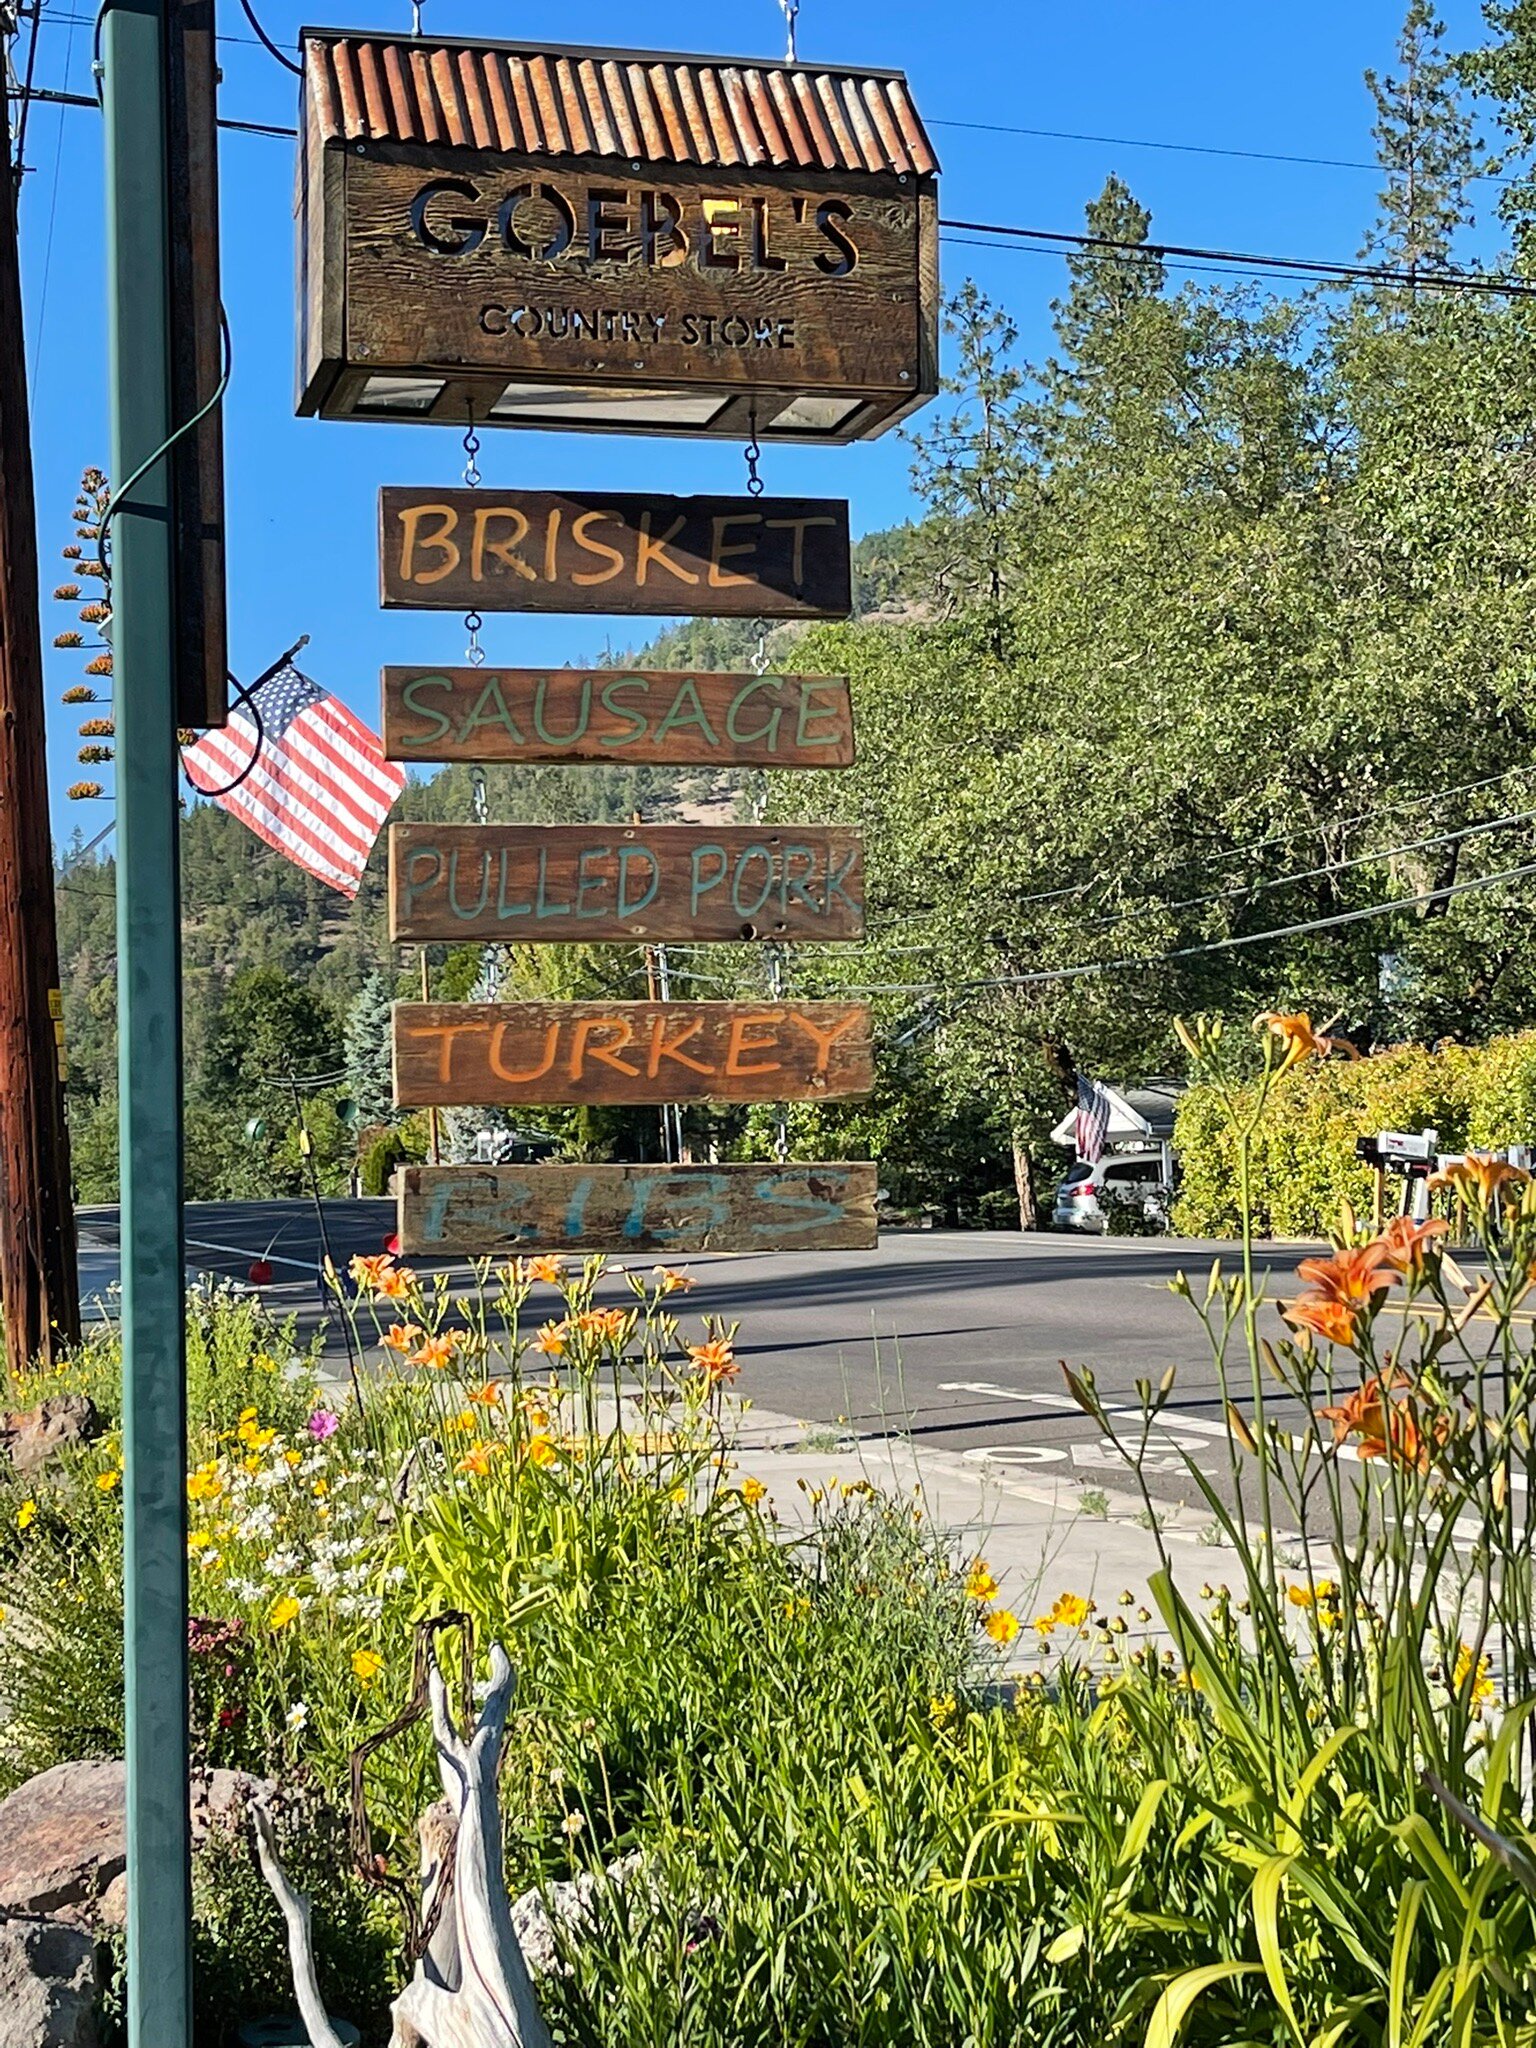 GOEBEL'S
COUNTRY STORE
BRISKET
SAUSAGE
PULLED PORK
TURKEY
RIBS